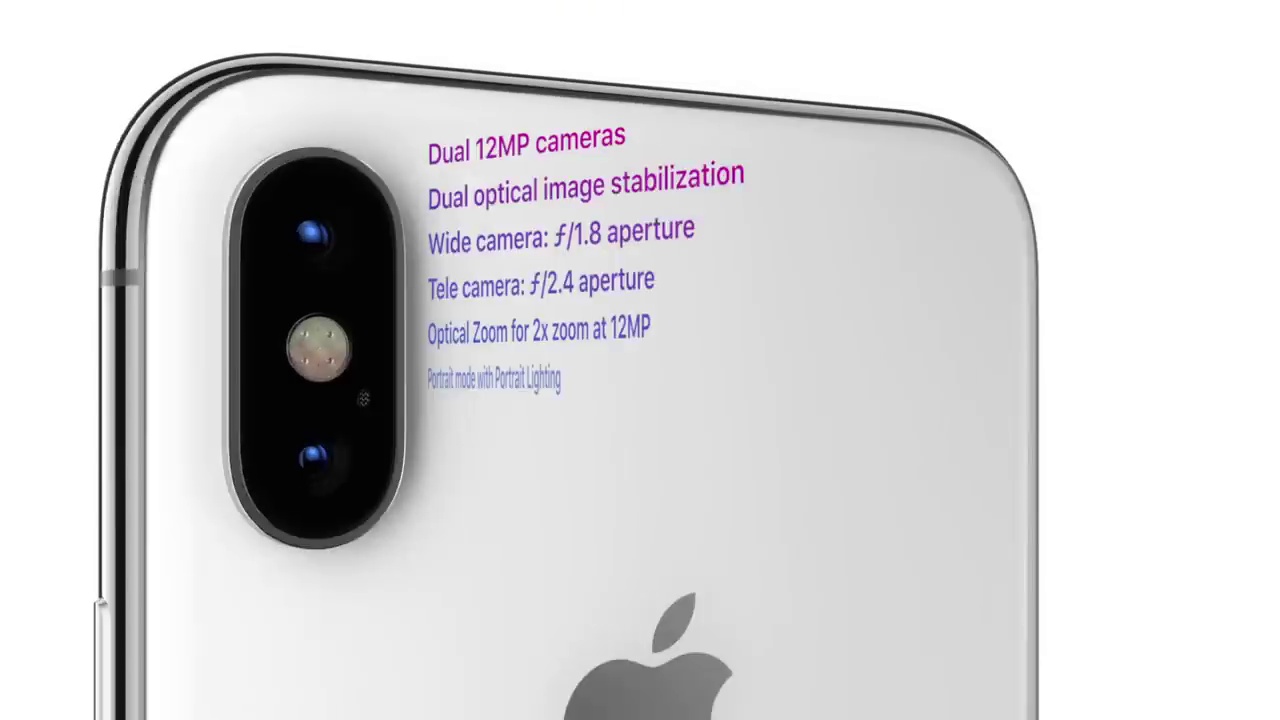 Dual 12MP cameras
Dual optical image stabilization
Wide camera: ƒ/1.8 aperture
Tele camera: ƒ/2.4 aperture
Optical Zoom for 2x zoom at 12MP
Portrait mode with Portrait Lighting